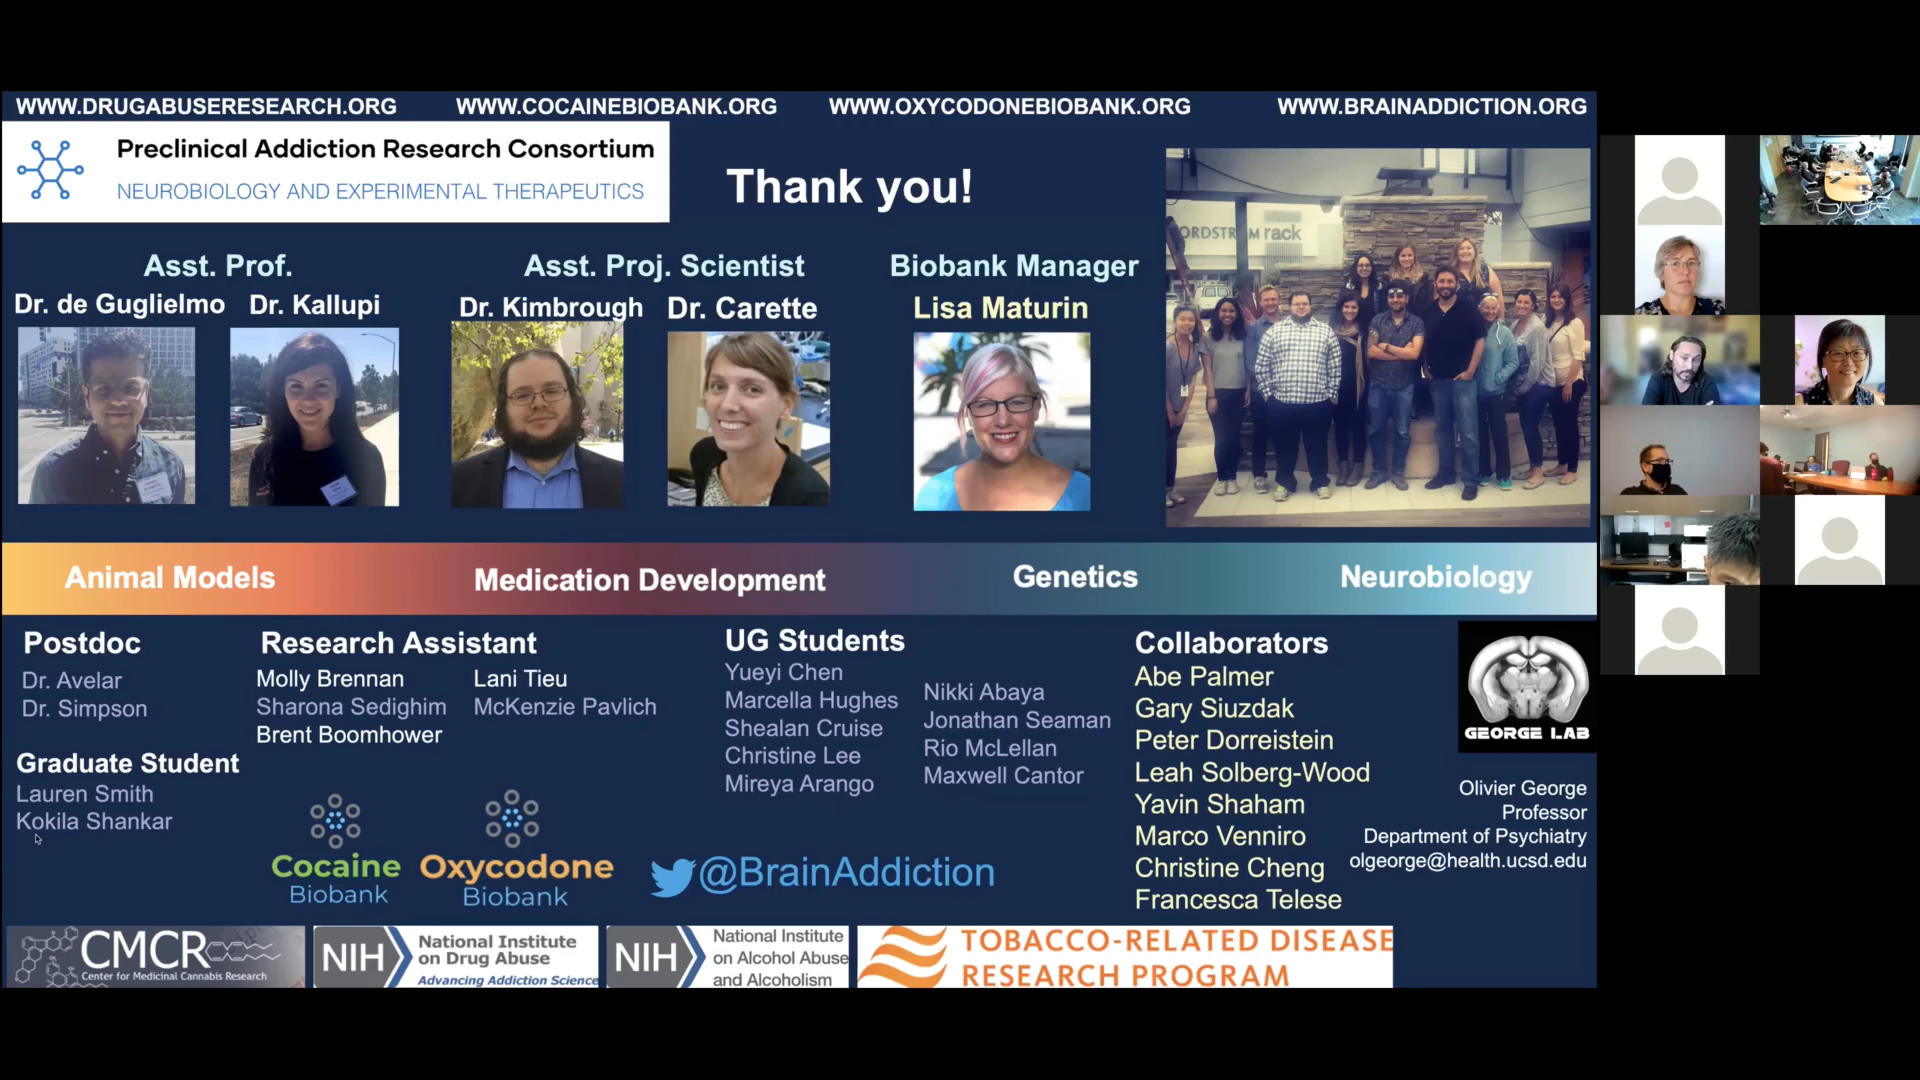 WWW.DRUGABUSERESEARCH.ORG WWW.COCAINEBIOBANK.ORG WWW.OXYCODONEBIOBANK.ORG WWW.BRAINADDICTION.ORG
Preclinical Addiction Research Consortium
NEUROBIOLOGY AND EXPERIMENTAL THERAPEUTICS
Thank you!
ORDSTROM rack
Asst. Prof.
Dr. de Guglielmo Dr. Kallupi
Asst. Proj. Scientist
Dr. Kimbrough Dr. Carette
Biobank Manager
Lisa Maturin
Animal Models Medication Development Genetics Neurobiology
Postdoc
Dr. Avelar
Dr. Simpson
Graduate Student
Lauren Smith
Kokila Shankar
Research Assistant
Molly Brennan
Sharona Sedighim
Brent Boomhower
Lani Tieu
McKenzie Pavlich
UG Students
Yueyi Chen
Marcella Hughes
Shealan Cruise
Christine Lee
Mireya Arango
Nikki Abaya
Jonathan Seaman
Rio McLellan
Maxwell Cantor
Collaborators
Abe Palmer
Gary Siuzdak
Peter Dorreistein
Leah Solberg-Wood
Yavin Shaham
Marco Venniro
Christine Cheng
Francesca Telese
GEORGE LAB
Olivier George
Professor
Department of Psychiatry
olgeorge@health.ucsd.edu
Cocaine
Biobank
Oxycodone
Biobank
@BrainAddiction
CMCR
Center for Medicinal Cannabis Research
NIH
National Institute
on Drug Abuse
Advancing Addiction Science
NIH
National Institute
on Alcohol Abuse
and Alcoholism
TOBACCO-RELATED DISEASE
RESEARCH PROGRAM